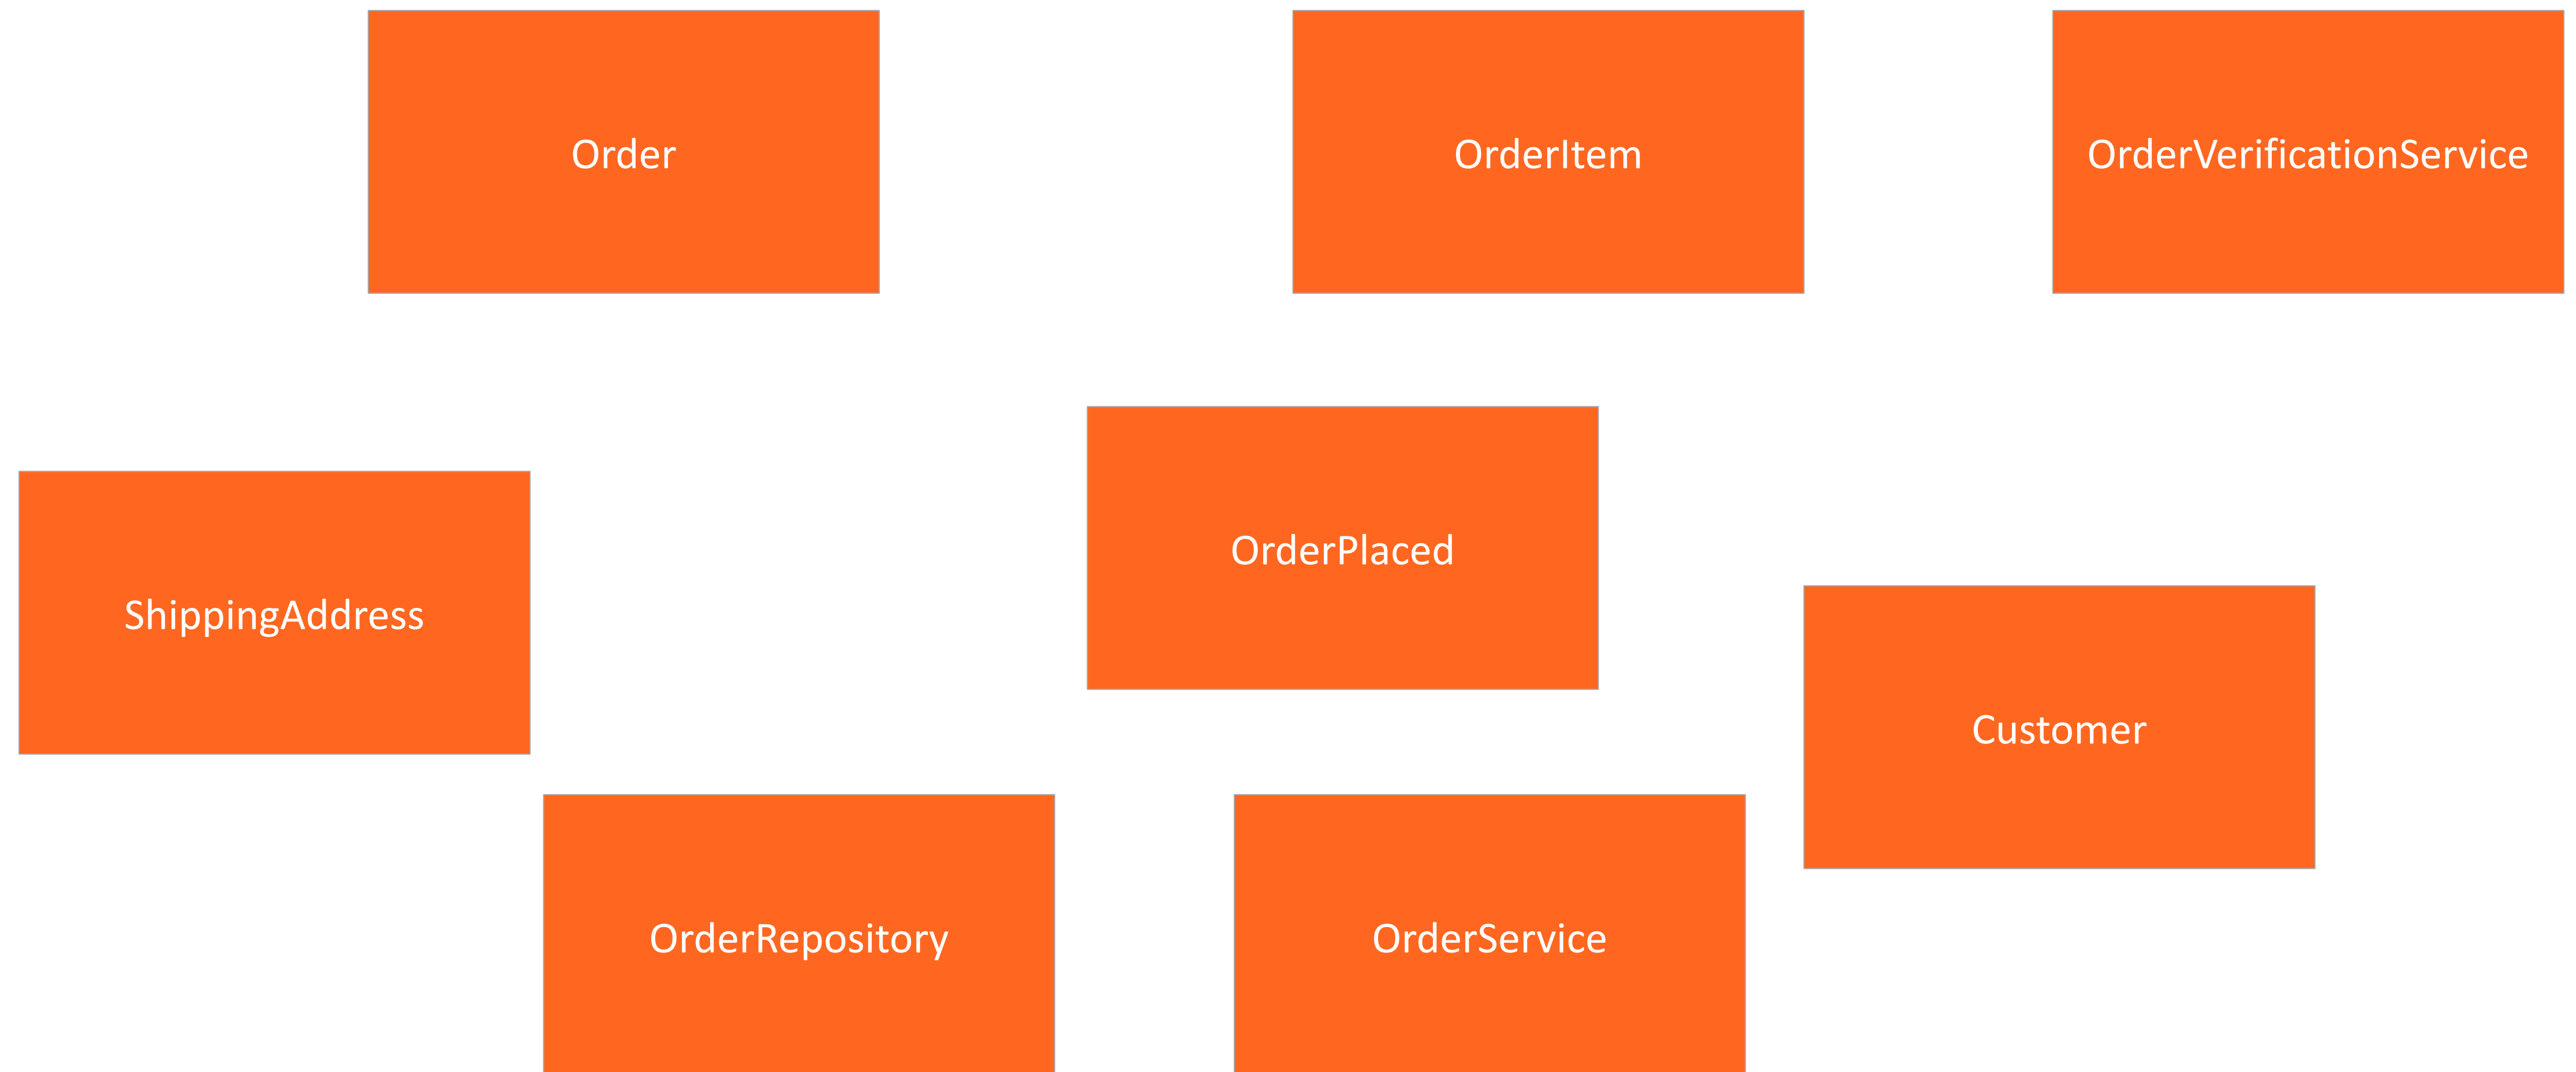 Order
OrderItem
OrderVerificationService
OrderPlaced
ShippingAddress
Customer
OrderRepository
OrderService